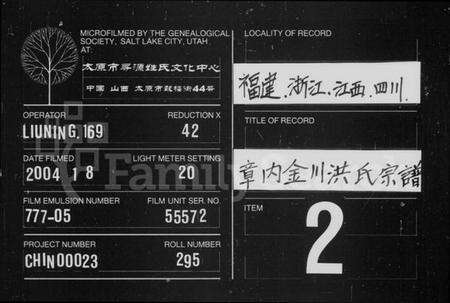 MICROFILMED BY THE GENEALOGICAL
SOCIETY, SALT LAKE CITY, UTAH
AT:
太原市寻源姓氏文化中心
中国 山西 太原市鼓楼街44号
OPERATOR
REDUCTION X
LIUNING.169
42
DATE FILMED
LIGHT METER SETTING
2004 1 8
20
FILM EMULSION NUMBER
FILM UNIT SER. NO.
777-05
55572
PROJECT NUMBER
ROLL NUMBER
CHIN00023
295
LOCALITY OF RECORD
福建.浙江.江西.四川.
TITLE OF RECORD
章内金川洪氏宗譜
ITEM
2
Family